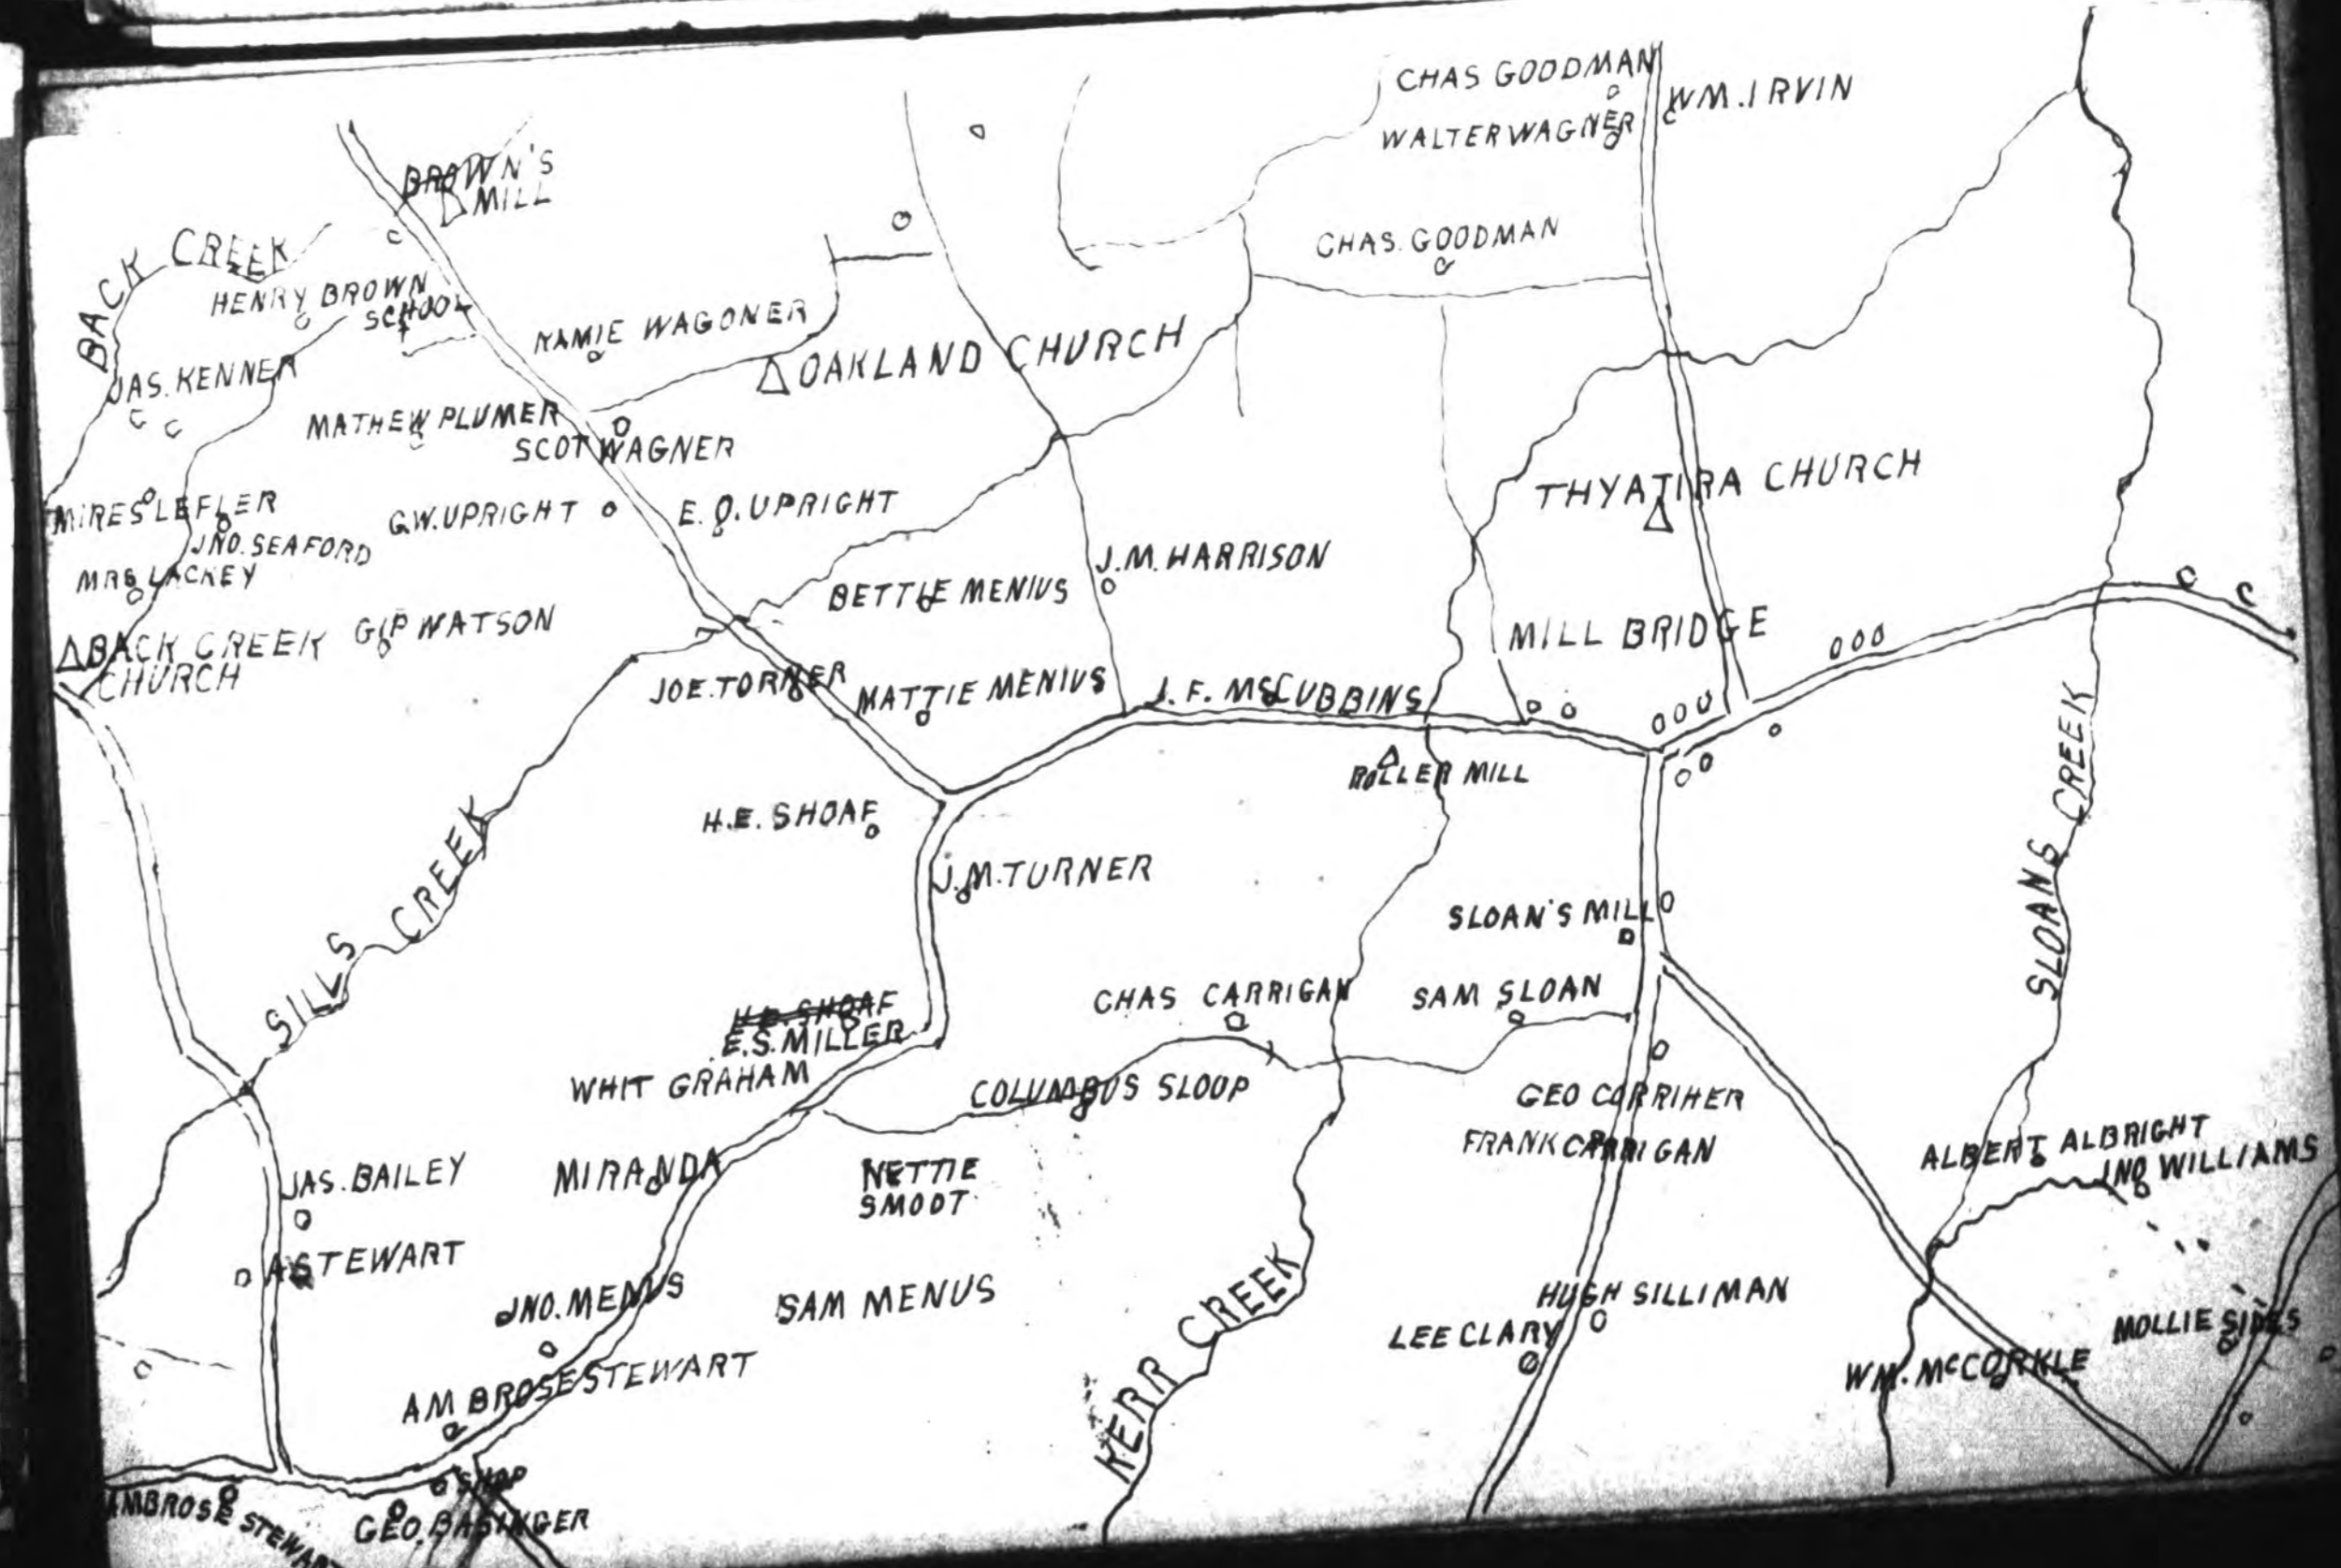 CHAS GOODMAN
WM. IRVIN
WALTER WAGNER
BROWN'S
MILL
BACK CREEK
CHAS. GOODMAN
HENRY BROWN
SCHOOL
NAMIE WAGONER
OAKLAND CHURCH
JAS. KENNER
MATHEW PLUMER
SCOT WAGNER
THYATIRA CHURCH
MIRES LEFLER
G.W. UPRIGHT
E. O. UPRIGHT
JNO. SEAFORD
MRS LACKEY
J.M. HARRISON
BETTIE MENIUS
BACK CREEK
CHURCH
GIP WATSON
MILL BRIDGE
JOE. TORNER
MATTIE MENIUS
J. F. McCUBBINS
ROLLER MILL
SLOANS CREEK
H.E. SHOAF
J.M. TURNER
SILLS CREEK
SLOAN'S MILL
CHAS CARRIGAN
SAM SLOAN
H.E. SHOAF
E.S. MILLER
WHIT GRAHAM
COLUMBUS SLOOP
GEO CORRIHER
FRANK CARRIGAN
ALBERT ALBRIGHT
JNO WILLIAMS
JAS. BAILEY
MIRANDA
NETTIE
SMOOT
A STEWART
JNO. MENUS
SAM MENUS
KERR CREEK
HUGH SILLIMAN
LEE CLARY
MOLLIE SIDES
WM. McCORKLE
AMBROSE STEWART
SHOP
AMBROSE STEWART
GEO. BASINGER